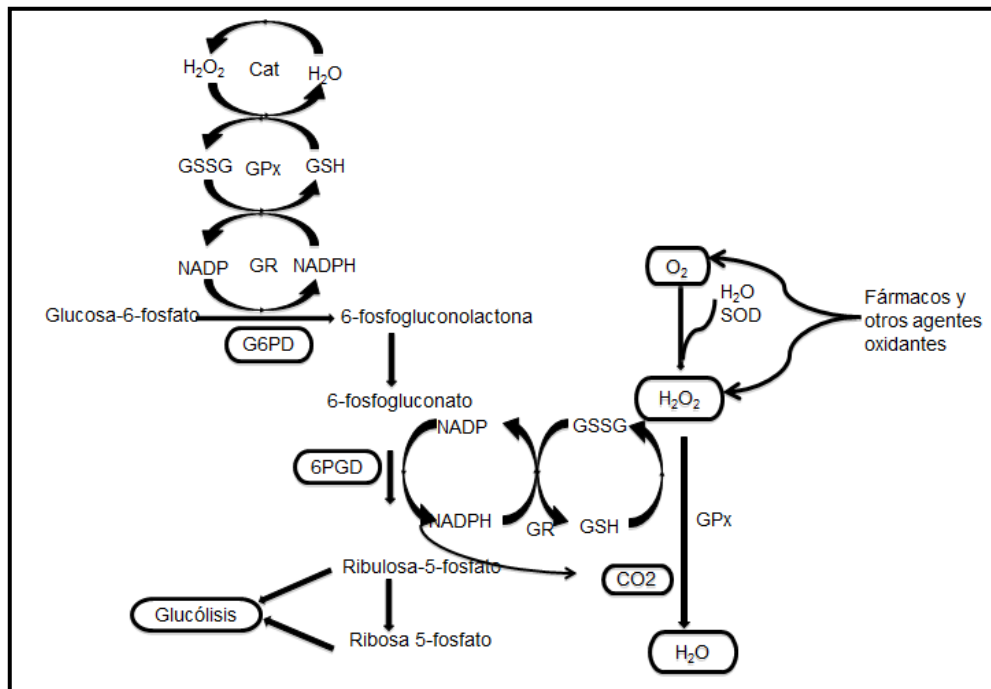 H₂O₂ Cat H₂O
GSSG GPx GSH
NADP GR NADPH
Glucosa-6-fosfato 6-fosfogluconolactona
G6PD
6-fosfogluconato
NADP GSSG
6PGD
NADPH GR GSH
Ribulosa-5-fosfato
CO2
Glucólisis
Ribosa 5-fosfato
O₂
H₂O
SOD
H₂O₂
GPx
H₂O
Fármacos y
otros agentes
oxidantes